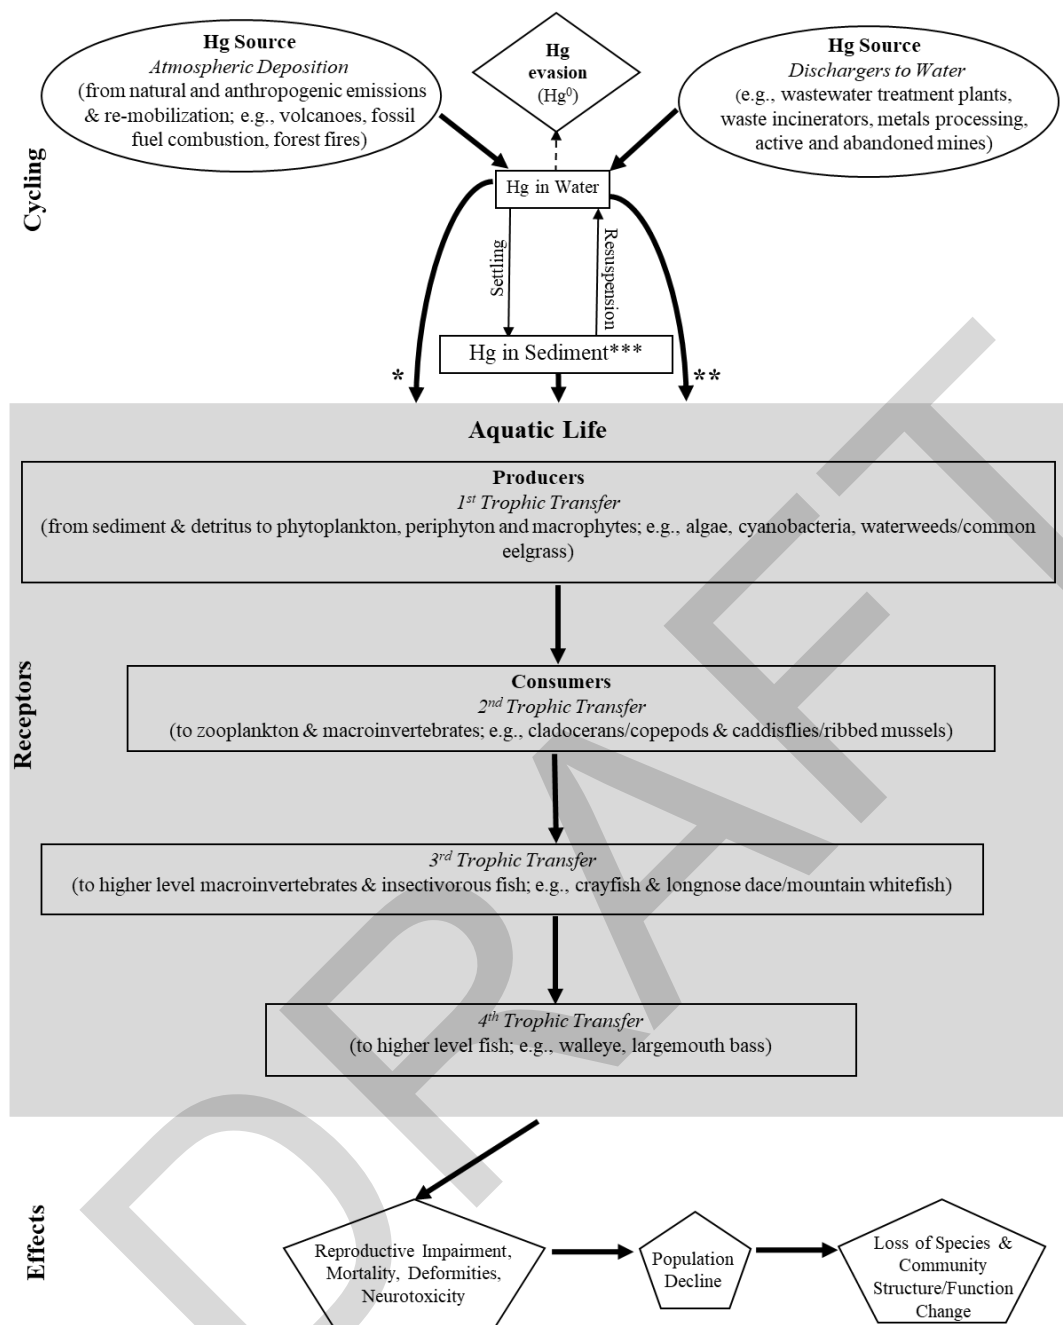 Hg Source
Atmospheric Deposition
(from natural and anthropogenic emissions
& re-mobilization; e.g., volcanoes, fossil
fuel combustion, forest fires)
Hg
evasion
(Hg⁰)
Hg Source
Dischargers to Water
(e.g., wastewater treatment plants,
waste incinerators, metals processing,
active and abandoned mines)
Cycling
Hg in Water
Settling
Resuspension
Hg in Sediment***
*
**
Aquatic Life
Producers
1st Trophic Transfer
(from sediment & detritus to phytoplankton, periphyton and macrophytes; e.g., algae, cyanobacteria, waterweeds/common
eelgrass)
Receptors
Consumers
2nd Trophic Transfer
(to zooplankton & macroinvertebrates; e.g., cladocerans/copepods & caddisflies/ribbed mussels)
3rd Trophic Transfer
(to higher level macroinvertebrates & insectivorous fish; e.g., crayfish & longnose dace/mountain whitefish)
4th Trophic Transfer
(to higher level fish; e.g., walleye, largemouth bass)
Effects
Reproductive Impairment,
Mortality, Deformities,
Neurotoxicity
Population
Decline
Loss of Species &
Community
Structure/Function
Change
DRAFT